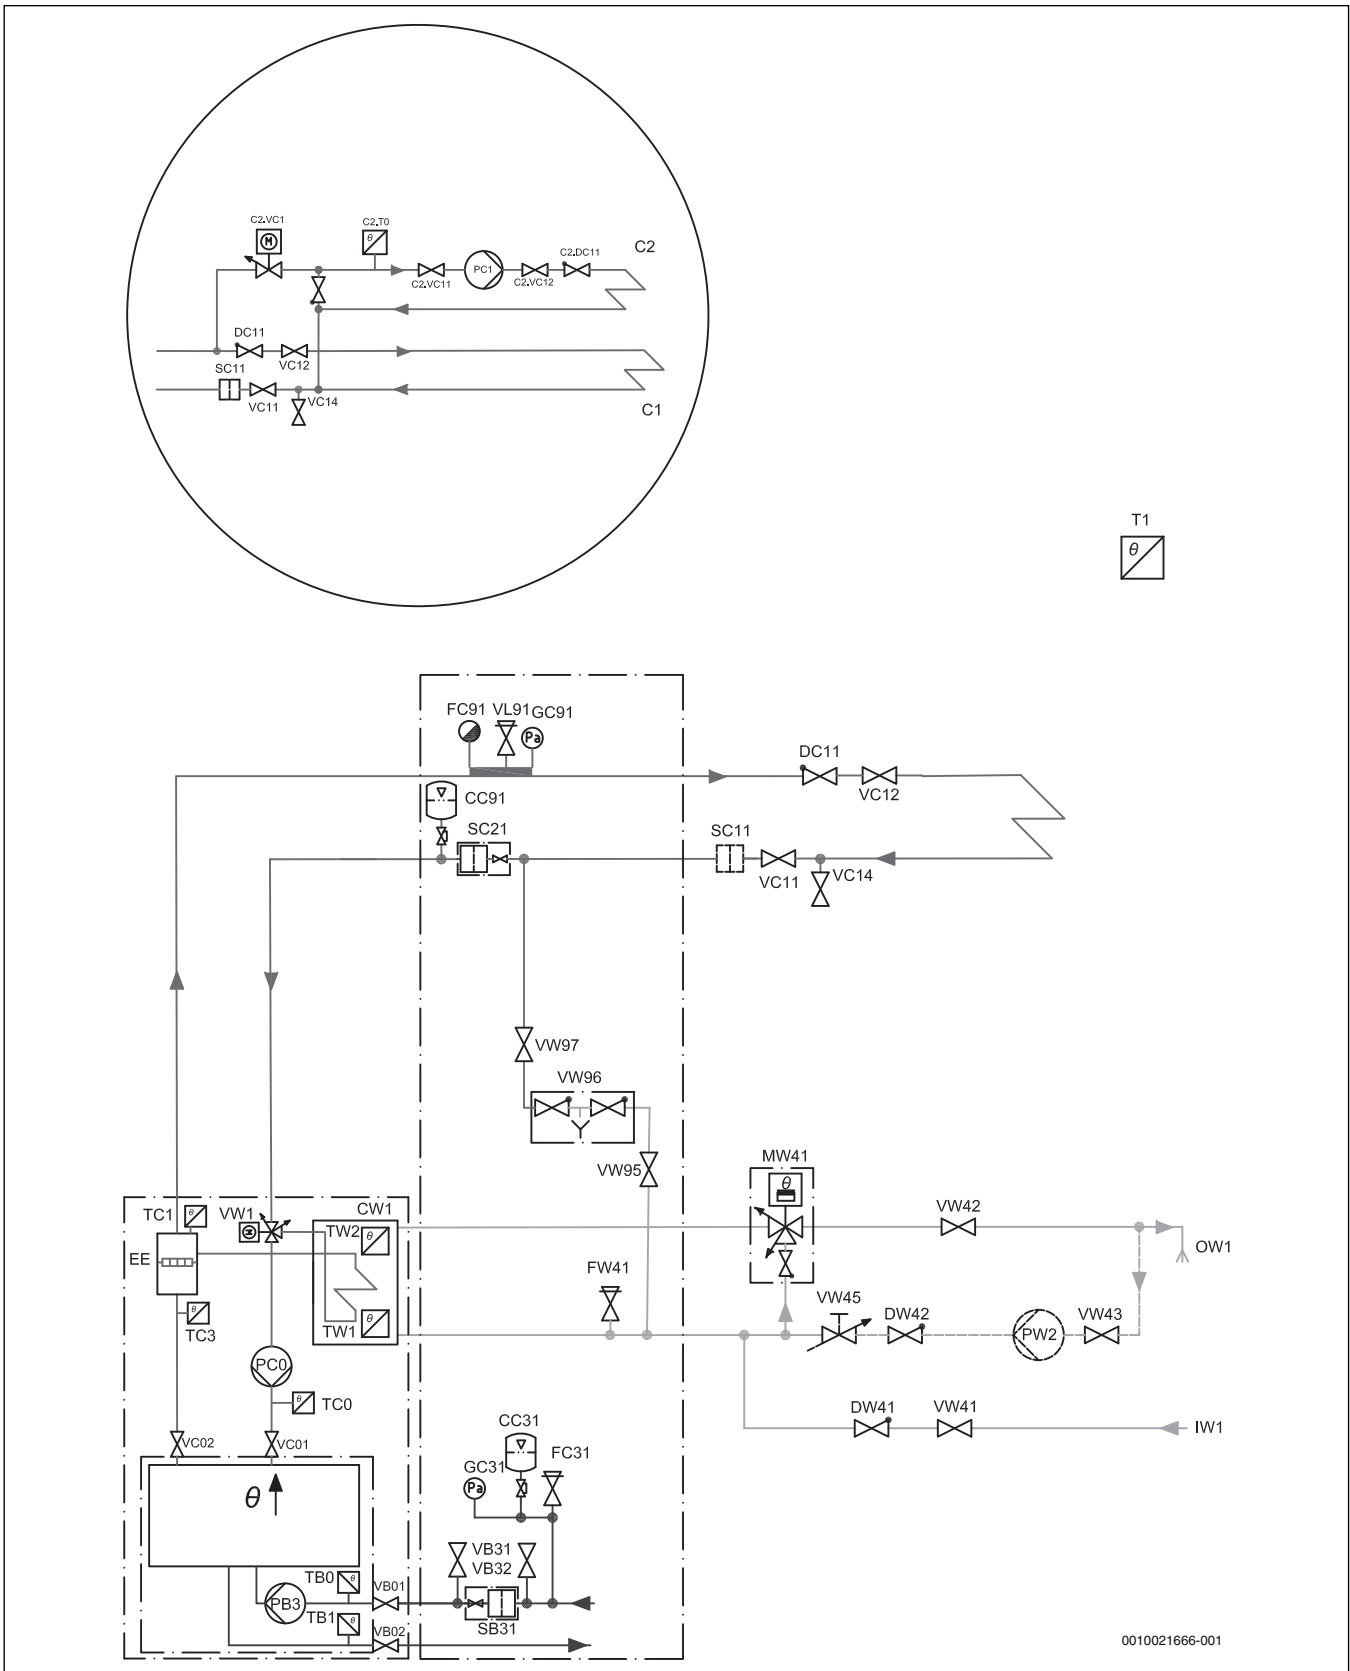 C2.VC1
M
C2.T0
θ
C2
C2.DC11
PC1
C2.VC11
C2.VC12
DC11
VC12
SC11
VC11
VC14
C1
T1
θ
FC91 VL91 GC91
Pa
DC11
VC12
CC91
SC21
SC11
VC11
VC14
VW97
VW96
VW95
MW41
θ
TC1
θ
VW1
M
CW1
TW2
θ
VW42
OW1
EE
FW41
VW45
DW42
PW2
VW43
TC3
θ
TW1
θ
PC0
TC0
θ
DW41
VW41
IW1
VC02
VC01
CC31
FC31
GC31
Pa
θ
VB31
VB32
TB0
θ
VB01
PB3
TB1
θ
SB31
VB02
0010021666-001